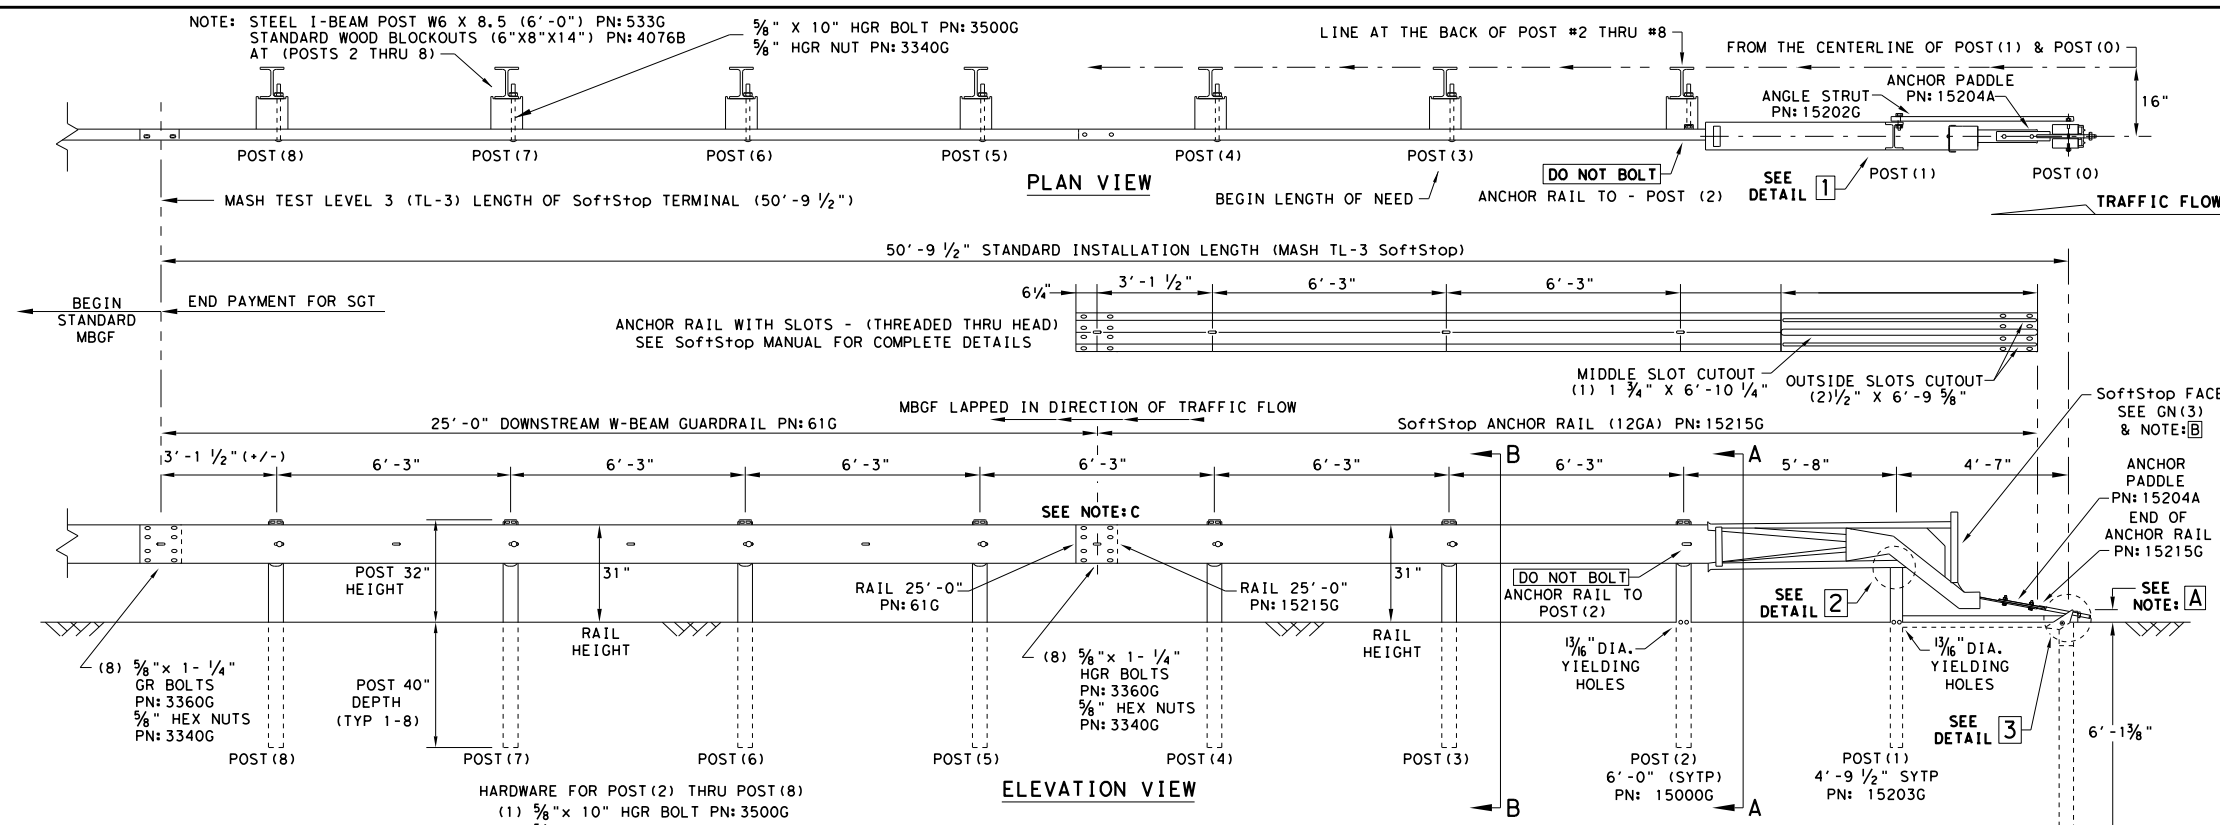 NOTE: STEEL I-BEAM POST W6 X 8.5 (6'-0") PN:533G
STANDARD WOOD BLOCKOUTS (6"X8"X14") PN:4076B
AT (POSTS 2 THRU 8)
5/8" X 10" HGR BOLT PN:3500G
5/8" HGR NUT PN:3340G
LINE AT THE BACK OF POST #2 THRU #8
FROM THE CENTERLINE OF POST(1) & POST(0)
ANCHOR PADDLE
PN:15204A
ANGLE STRUT
PN:15202G
16"
POST(8)
POST(7)
POST(6)
POST(5)
POST(4)
POST(3)
DO NOT BOLT
ANCHOR RAIL TO - POST (2)
SEE
DETAIL 1
POST(1)
POST(0)
PLAN VIEW
BEGIN LENGTH OF NEED
MASH TEST LEVEL 3 (TL-3) LENGTH OF SoftStop TERMINAL (50'-9 1/2")
TRAFFIC FLOW
50'-9 1/2" STANDARD INSTALLATION LENGTH (MASH TL-3 SoftStop)
BEGIN
STANDARD
MBGF
END PAYMENT FOR SGT
6 1/4"
3'-1 1/2"
6'-3"
6'-3"
ANCHOR RAIL WITH SLOTS - (THREADED THRU HEAD)
SEE SoftStop MANUAL FOR COMPLETE DETAILS
MIDDLE SLOT CUTOUT
(1) 1 3/4" X 6'-10 1/4"
OUTSIDE SLOTS CUTOUT
(2)1/2" X 6'-9 5/8"
SoftStop FACE
SEE GN(3)
& NOTE:B
MBGF LAPPED IN DIRECTION OF TRAFFIC FLOW
25'-0" DOWNSTREAM W-BEAM GUARDRAIL PN:61G
SoftStop ANCHOR RAIL (12GA) PN:15215G
3'-1 1/2"(+/-)
6'-3"
6'-3"
6'-3"
6'-3"
6'-3"
6'-3"
5'-8"
4'-7"
B
A
ANCHOR
PADDLE
PN:15204A
END OF
ANCHOR RAIL
PN:15215G
SEE NOTE:C
POST 32"
HEIGHT
31"
RAIL
HEIGHT
RAIL 25'-0"
PN:61G
RAIL 25'-0"
PN:15215G
31"
RAIL
HEIGHT
DO NOT BOLT
ANCHOR RAIL TO
POST(2)
SEE
DETAIL 2
SEE
NOTE: A
13/16" DIA.
YIELDING
HOLES
13/16" DIA.
YIELDING
HOLES
(8) 5/8"x 1- 1/4"
GR BOLTS
PN:3360G
5/8" HEX NUTS
PN:3340G
POST 40"
DEPTH
(TYP 1-8)
(8) 5/8"x 1- 1/4"
HGR BOLTS
PN:3360G
5/8" HEX NUTS
PN:3340G
SEE
DETAIL 3
6'-1 3/8"
POST(8)
POST(7)
POST(6)
POST(5)
POST(4)
POST(3)
POST(2)
6'-0" (SYTP)
PN: 15000G
POST(1)
4'-9 1/2" SYTP
PN: 15203G
ELEVATION VIEW
B
A
HARDWARE FOR POST(2) THRU POST(8)
(1) 5/8"x 10" HGR BOLT PN:3500G